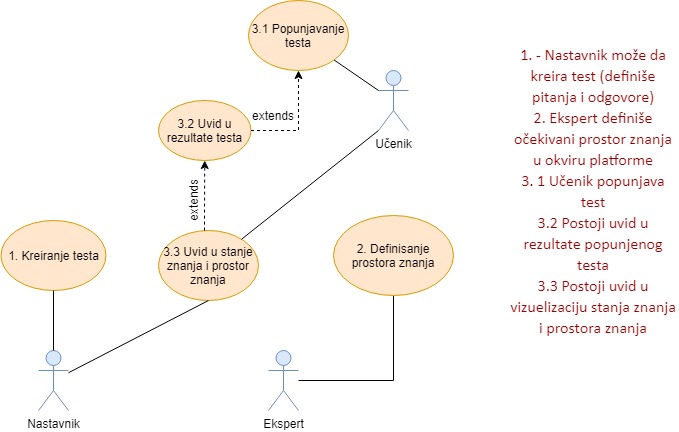 3.1 Popunjavanje
testa
extends
3.2 Uvid u
rezultate testa
Učenik
extends
3.3 Uvid u stanje
znanja i prostor
znanja
1. Kreiranje testa
2. Definisanje
prostora znanja
Nastavnik
Ekspert
1. - Nastavnik može da
kreira test (definiše
pitanja i odgovore)
2. Ekspert definiše
očekivani prostor znanja
u okviru platforme
3. 1 Učenik popunjava
test
3.2 Postoji uvid u
rezultate popunjenog
testa
3.3 Postoji uvid u
vizuelizaciju stanja znanja
i prostora znanja